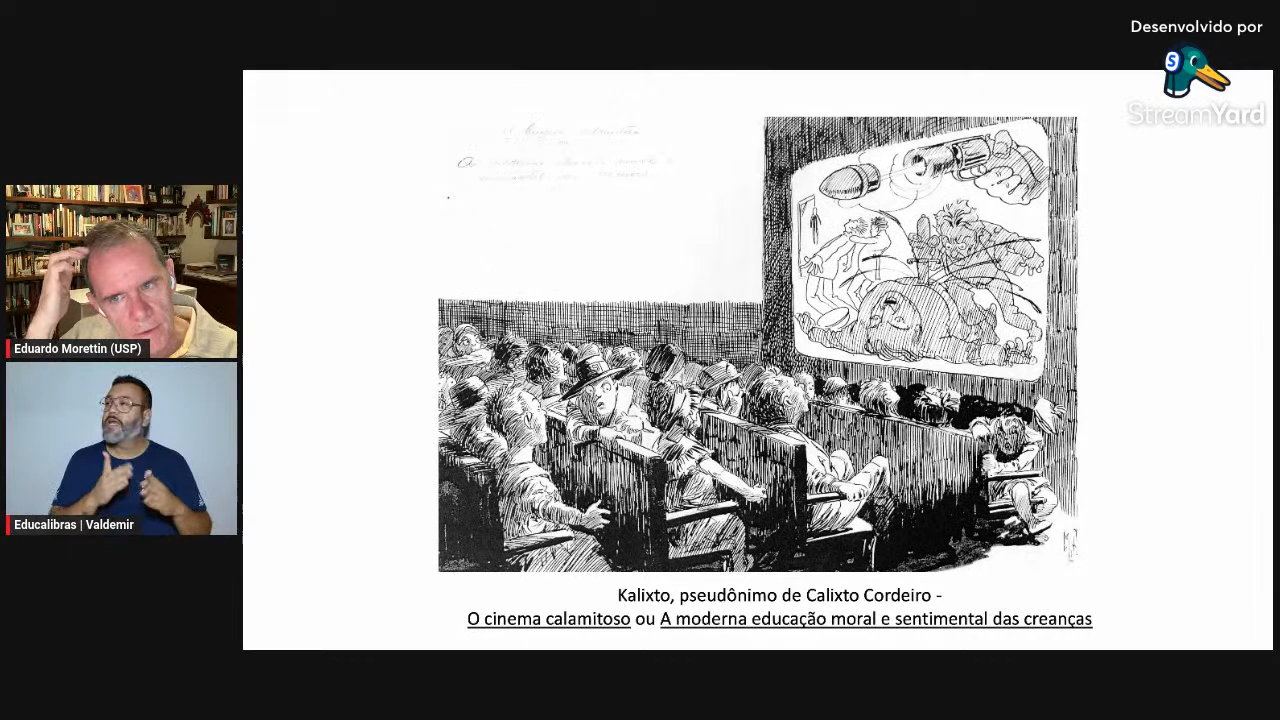 Desenvolvido por
S
StreamYard
Eduardo Morettin (USP)
Educalibras | Valdemir
Kalixto, pseudônimo de Calixto Cordeiro -
O cinema calamitoso ou A moderna educação moral e sentimental das creanças